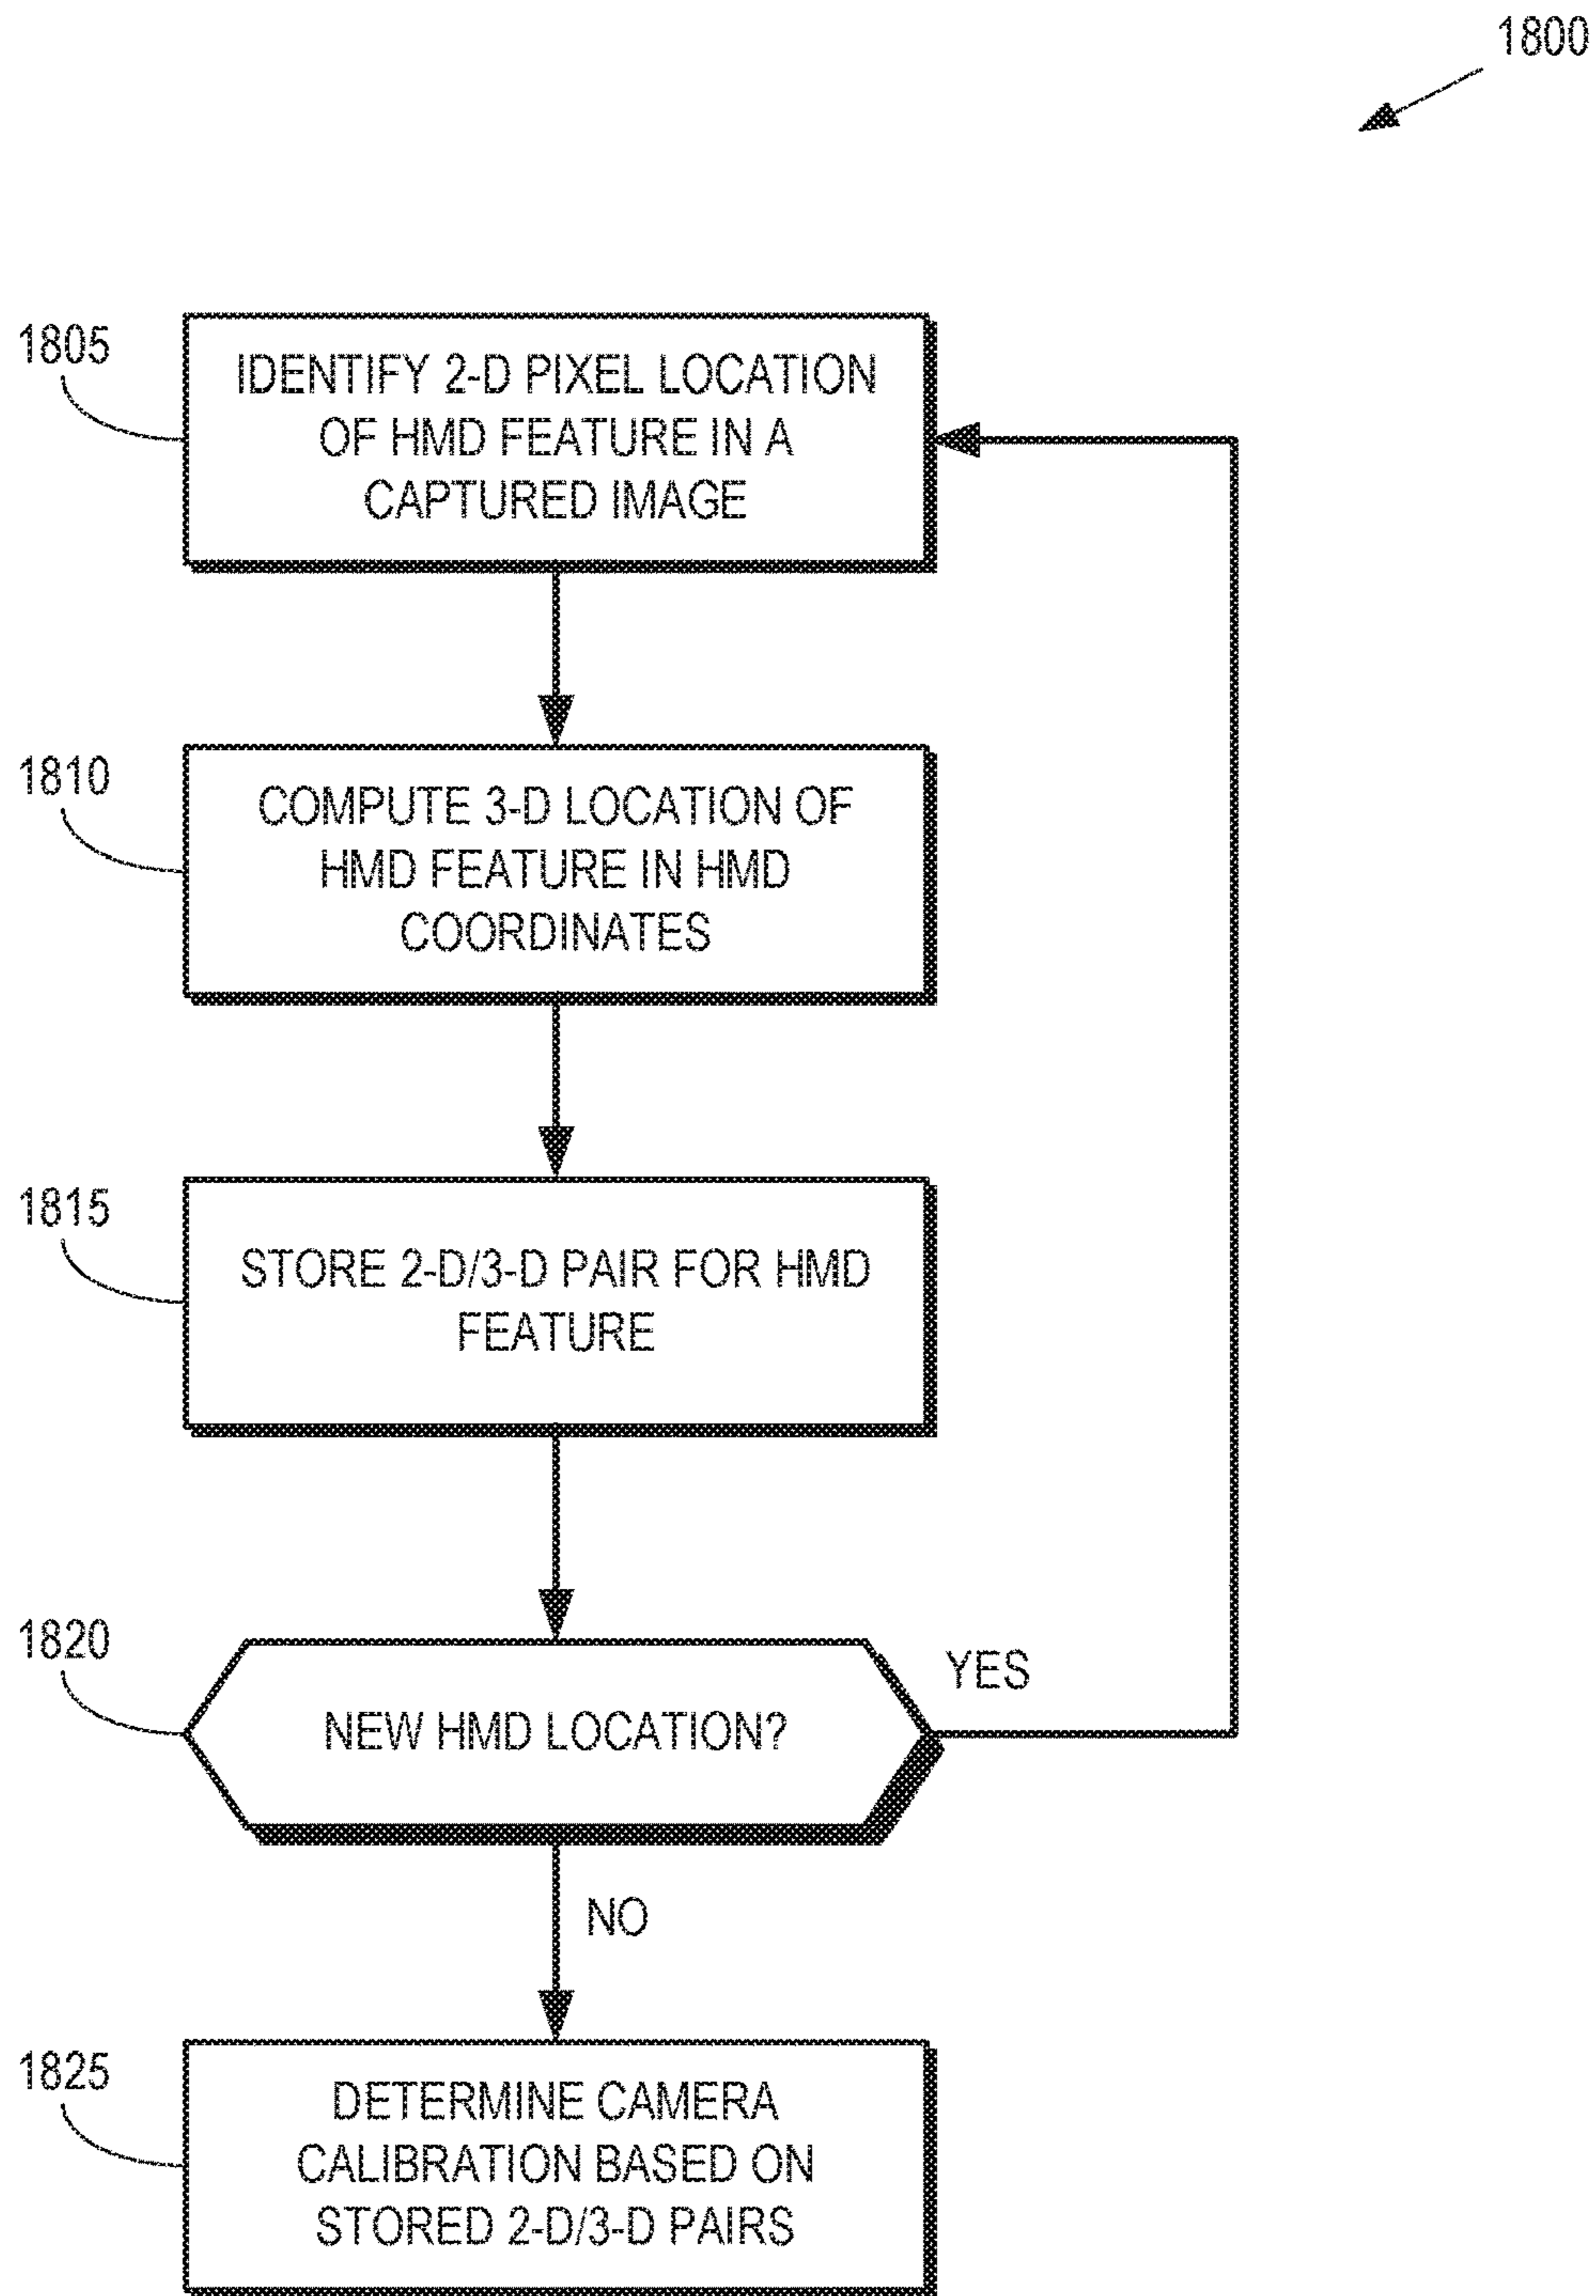 1800
1805
IDENTIFY 2-D PIXEL LOCATION
OF HMD FEATURE IN A
CAPTURED IMAGE
1810
COMPUTE 3-D LOCATION OF
HMD FEATURE IN HMD
COORDINATES
1815
STORE 2-D/3-D PAIR FOR HMD
FEATURE
1820
NEW HMD LOCATION?
YES
NO
1825
DETERMINE CAMERA
CALIBRATION BASED ON
STORED 2-D/3-D PAIRS